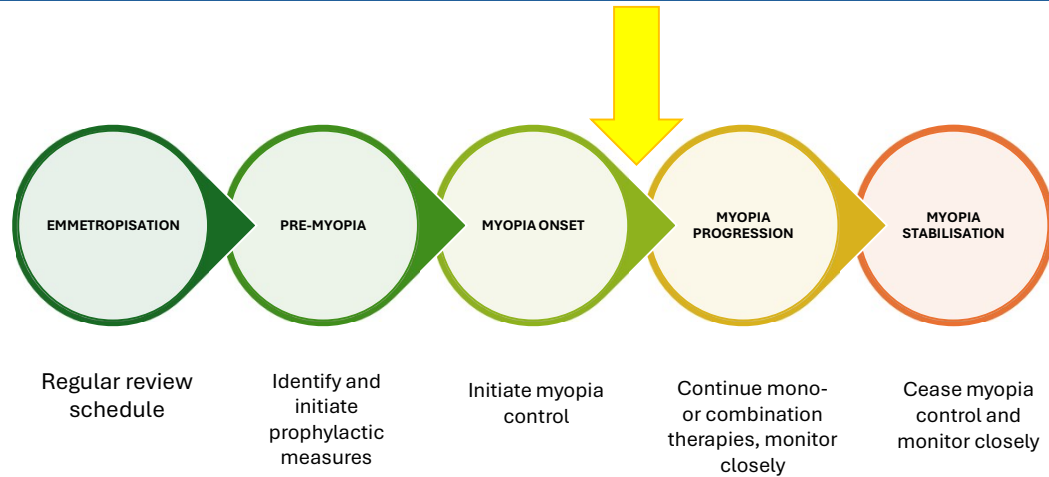 EMMETROPISATION
PRE-MYOPIA
MYOPIA ONSET
MYOPIA
PROGRESSION
MYOPIA
STABILISATION
Regular review
schedule
Identify and
initiate
prophylactic
measures
Initiate myopia
control
Continue mono-
or combination
therapies, monitor
closely
Cease myopia
control and
monitor closely